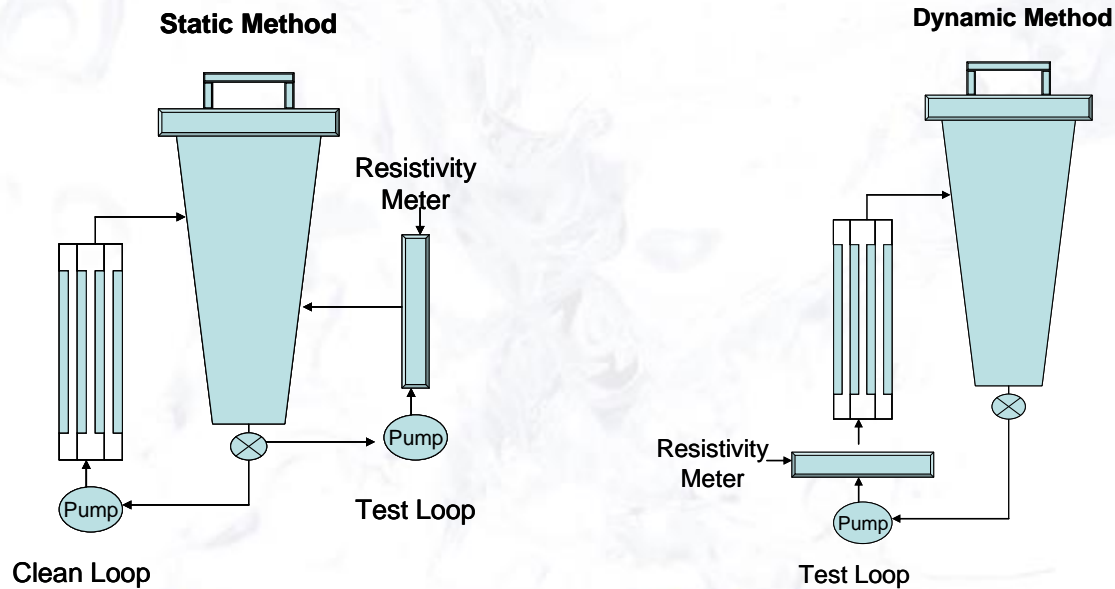 Static Method
Resistivity
Meter
Pump
Pump
Test Loop
Clean Loop
Dynamic Method
Resistivity
Meter
Pump
Test Loop